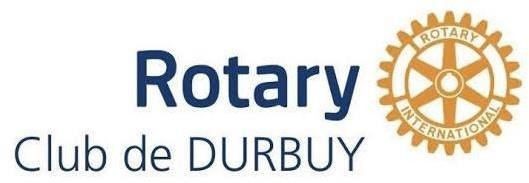 Rotary
Club de DURBUY
ROTARY
INTERNATIONAL